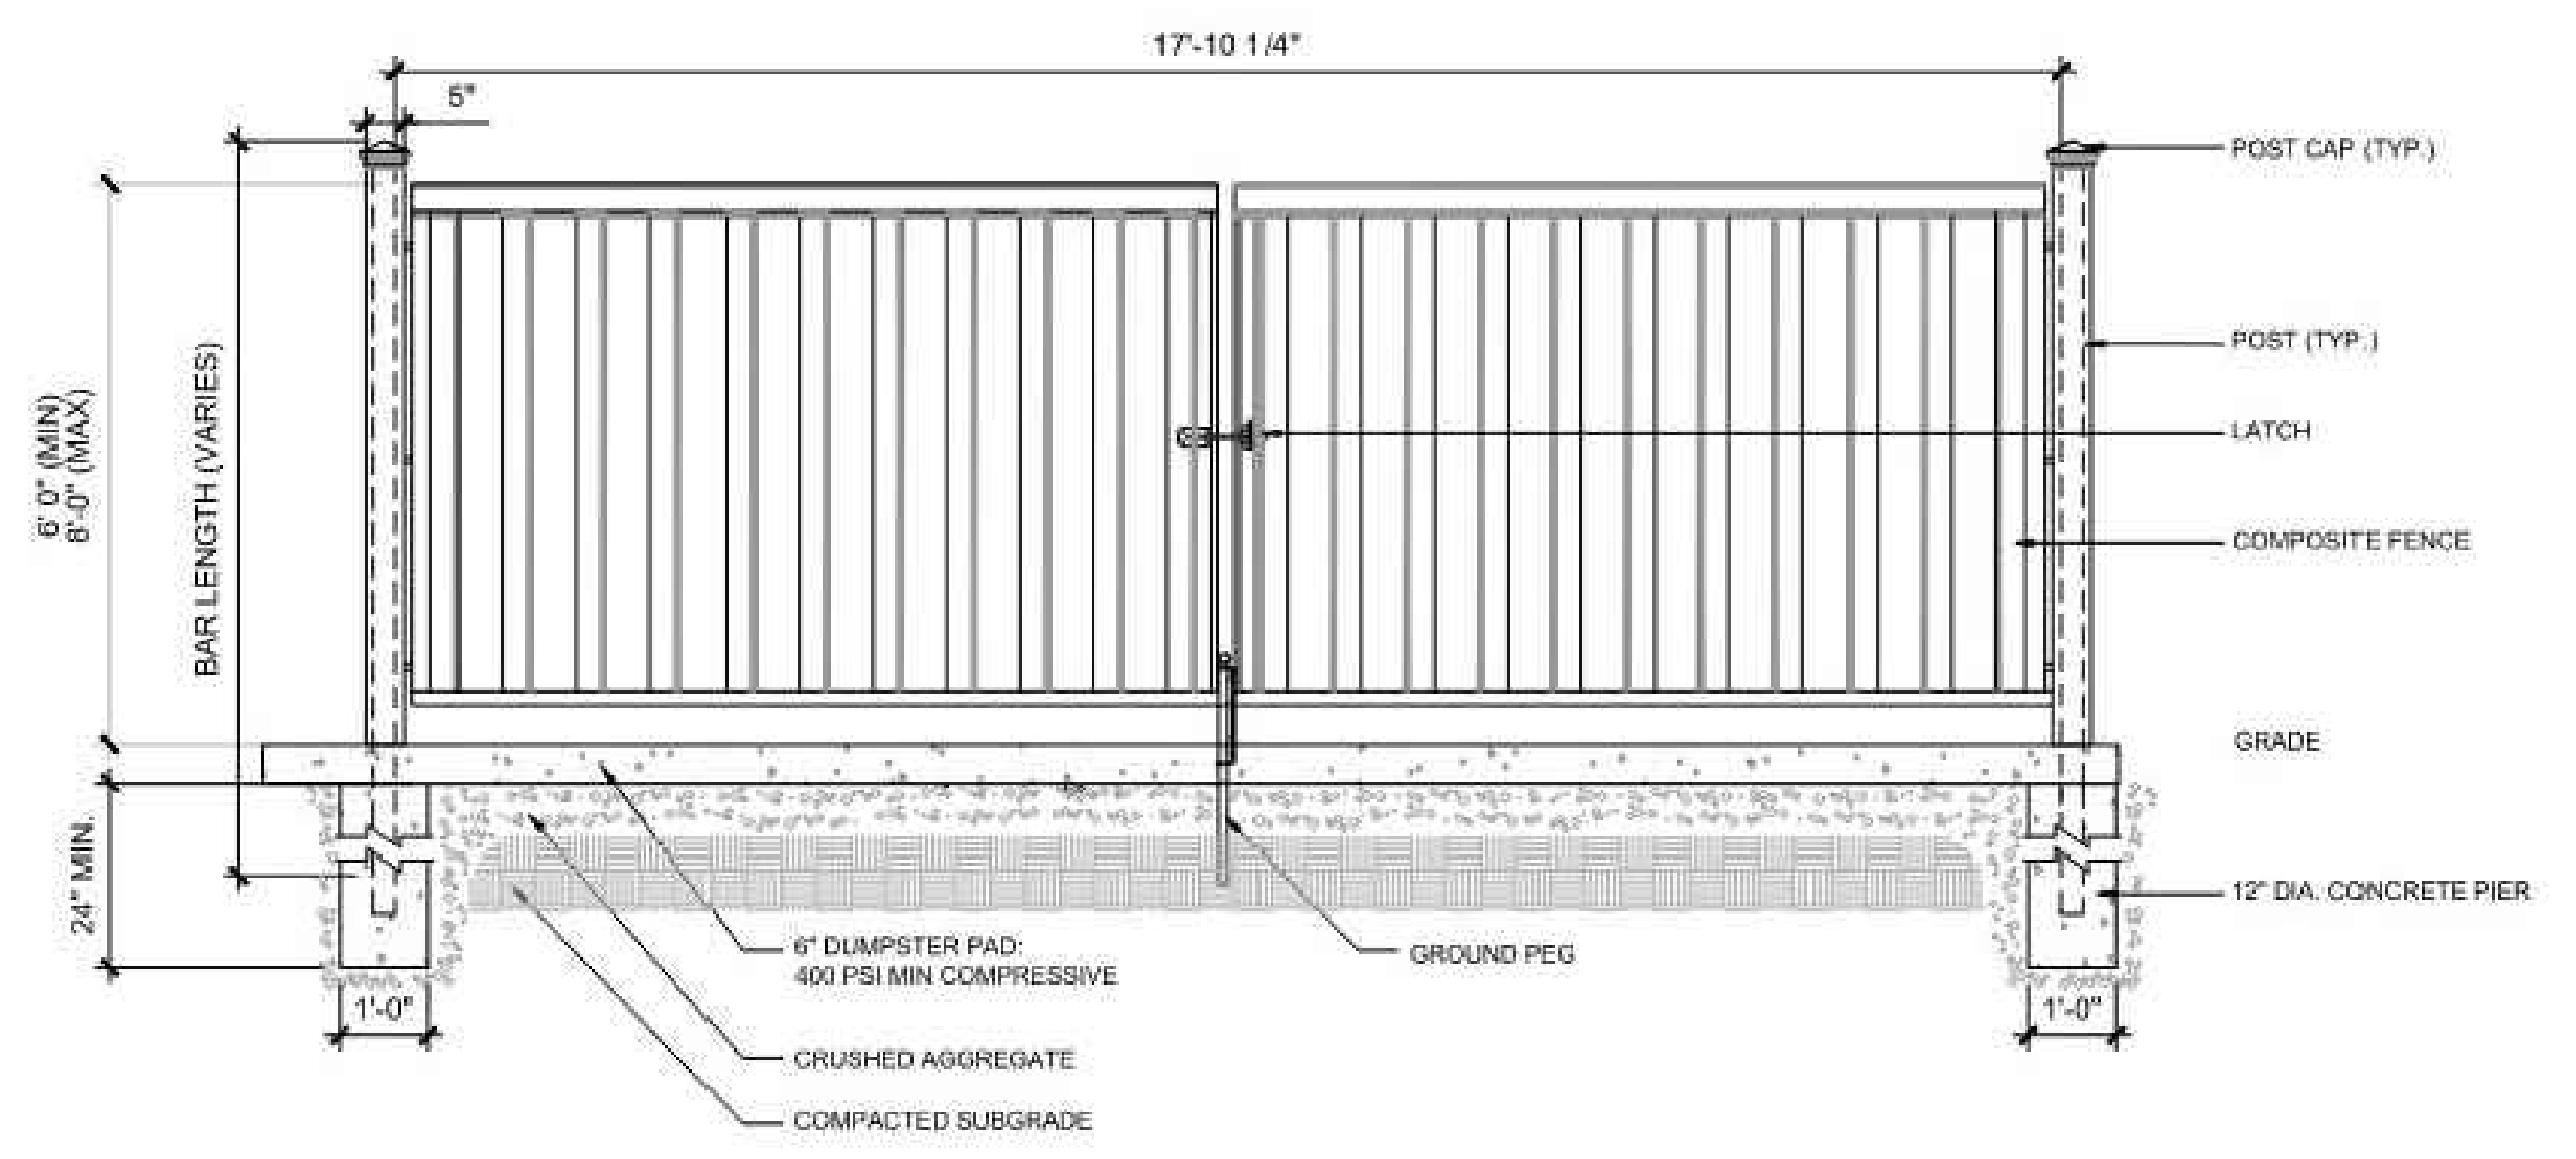 17'-10 1/4"
5"
POST CAP (TYP.)
POST (TYP.)
LATCH
COMPOSITE FENCE
GRADE
12" DIA. CONCRETE PIER
6' 0" (MIN)
8'-0" (MAX)
BAR LENGTH (VARIES)
24" MIN.
1'-0"
1'-0"
6" DUMPSTER PAD:
400 PSI MIN COMPRESSIVE
GROUND PEG
CRUSHED AGGREGATE
COMPACTED SUBGRADE